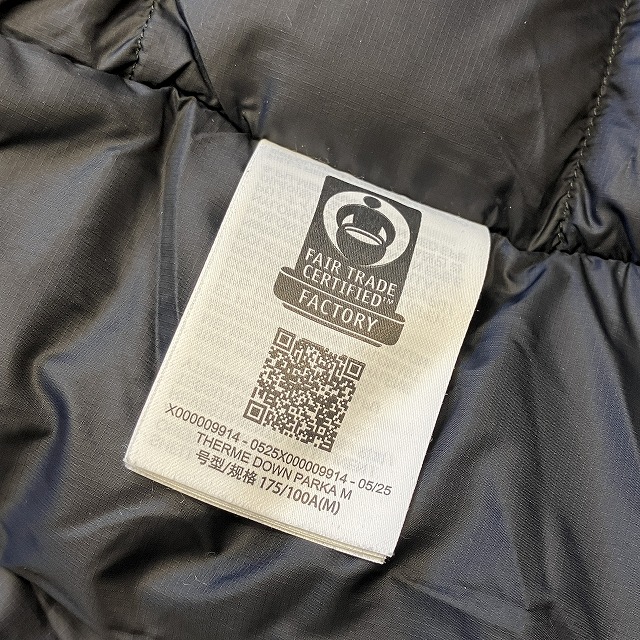 FAIR TRADE
CERTIFIED™
FACTORY
X000009914 - 0525X000009914 - 05/25
THERME DOWN PARKA M
号型/规格 175/100A(M)